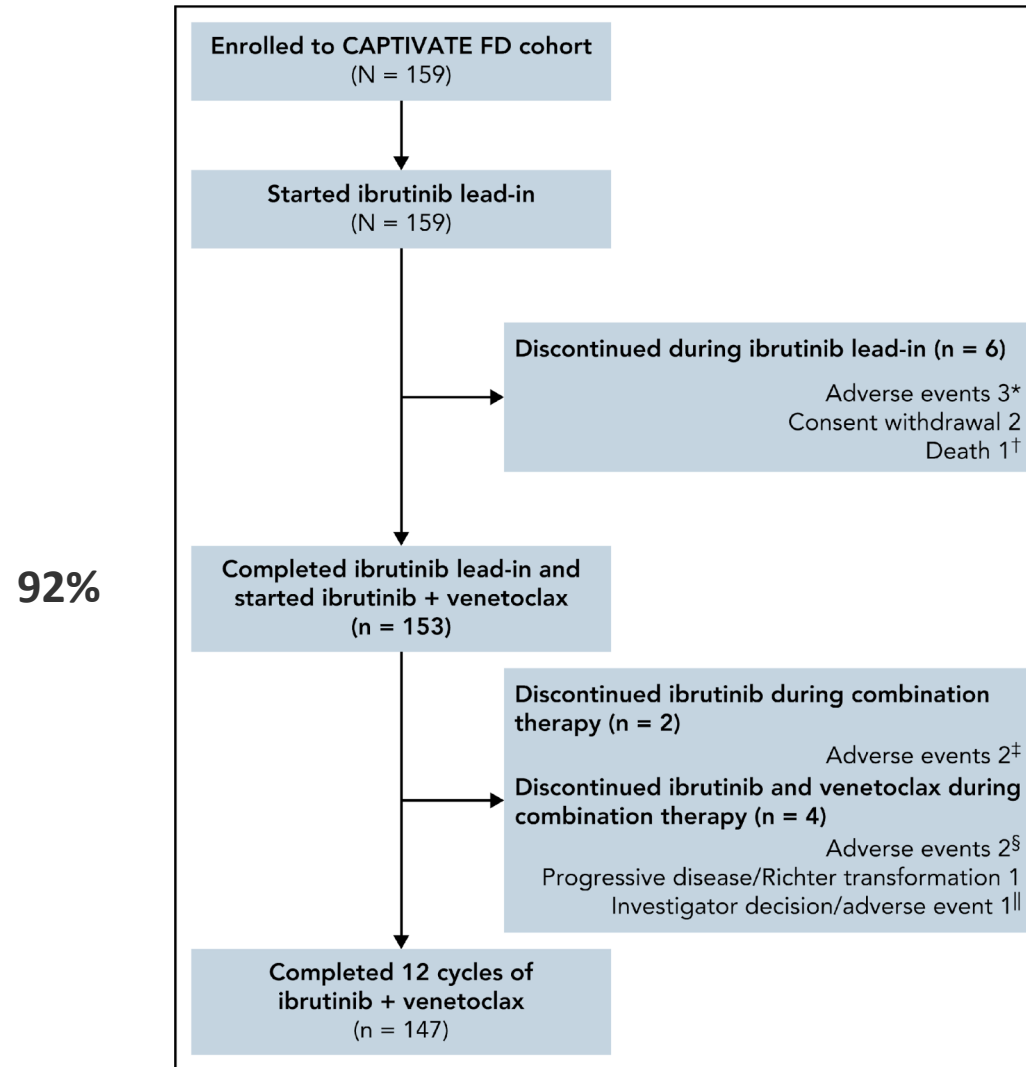 Enrolled to CAPTIVATE FD cohort
(N = 159)
Started ibrutinib lead-in
(N = 159)
Discontinued during ibrutinib lead-in (n = 6)
Adverse events 3*
Consent withdrawal 2
Death 1†
92%
Completed ibrutinib lead-in and
started ibrutinib + venetoclax
(n = 153)
Discontinued ibrutinib during combination
therapy (n = 2)
Adverse events 2‡
Discontinued ibrutinib and venetoclax during
combination therapy (n = 4)
Adverse events 2§
Progressive disease/Richter transformation 1
Investigator decision/adverse event 1||
Completed 12 cycles of
ibrutinib + venetoclax
(n = 147)